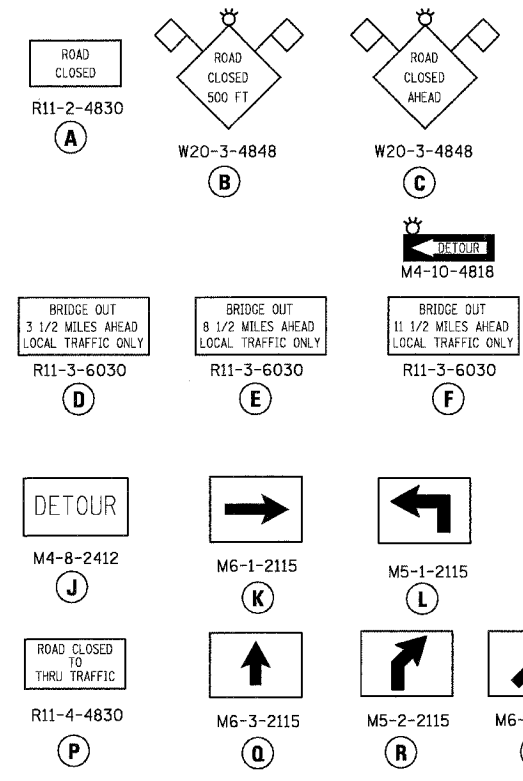 ROAD
CLOSED
R11-2-4830
A
ROAD
CLOSED
500 FT
W20-3-4848
B
ROAD
CLOSED
AHEAD
W20-3-4848
C
DETOUR
M4-10-4818
BRIDGE OUT
3 1/2 MILES AHEAD
LOCAL TRAFFIC ONLY
R11-3-6030
D
BRIDGE OUT
8 1/2 MILES AHEAD
LOCAL TRAFFIC ONLY
R11-3-6030
E
BRIDGE OUT
11 1/2 MILES AHEAD
LOCAL TRAFFIC ONLY
R11-3-6030
F
DETOUR
M4-8-2412
J
M6-1-2115
K
M5-1-2115
L
ROAD CLOSED
TO
THRU TRAFFIC
R11-4-4830
P
M6-3-2115
Q
M5-2-2115
R
M6-